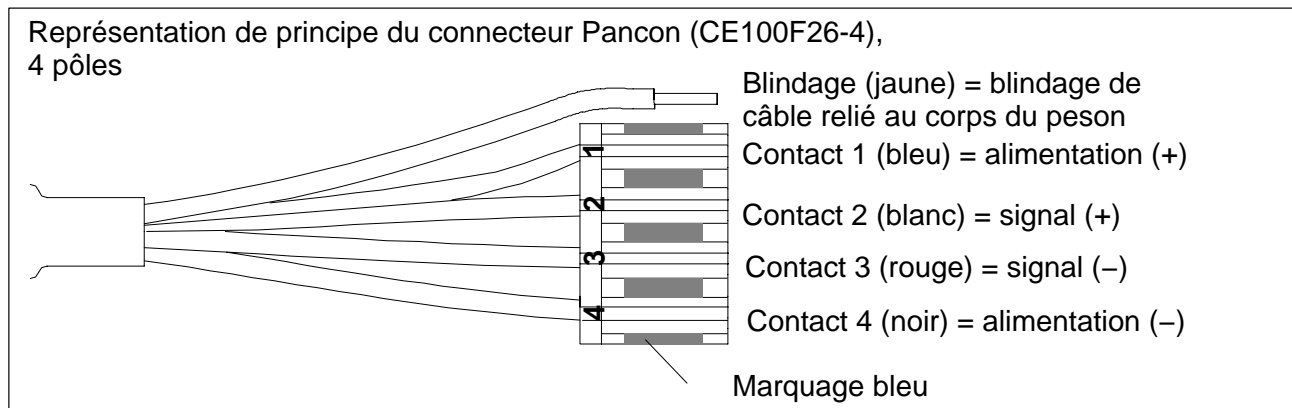 Représentation de principe du connecteur Pancon (CE100F26-4),
4 pôles
Blindage (jaune) = blindage de
câble relié au corps du peson
1
Contact 1 (bleu) = alimentation (+)
2
Contact 2 (blanc) = signal (+)
3
Contact 3 (rouge) = signal (−)
4
Contact 4 (noir) = alimentation (−)
Marquage bleu